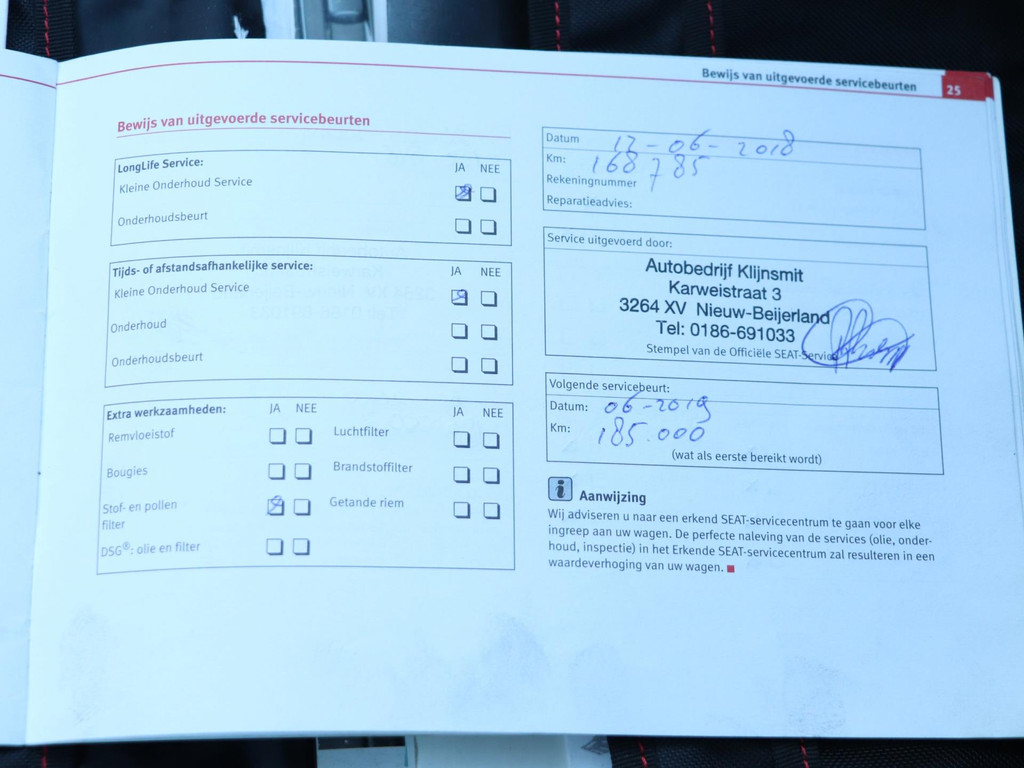 Bewijs van uitgevoerde servicebeurten 25
Bewijs van uitgevoerde servicebeurten
LongLife Service:
JA NEE
Kleine Onderhoud Service
Onderhoudsbeurt
Tijds- of afstandsafhankelijke service:
JA NEE
Kleine Onderhoud Service
Onderhoud
Onderhoudsbeurt
Extra werkzaamheden: JA NEE JA NEE
Remvloeistof Luchtfilter
Bougies Brandstoffilter
Stof- en pollen Getande riem
filter
DSG®: olie en filter
Datum 12-06-2018
Km: 168785
Rekeningnummer
Reparatieadvies:
Service uitgevoerd door:
Autobedrijf Klijnsmit
Karweistraat 3
3264 XV Nieuw-Beijerland
Tel: 0186-691033
Stempel van de Officiële SEAT-Service
Volgende servicebeurt:
Datum: 06-2019
Km: 185.000
(wat als eerste bereikt wordt)
Aanwijzing
Wij adviseren u naar een erkend SEAT-servicecentrum te gaan voor elke
ingreep aan uw wagen. De perfecte naleving van de services (olie, onder-
houd, inspectie) in het Erkende SEAT-servicecentrum zal resulteren in een
waardeverhoging van uw wagen.